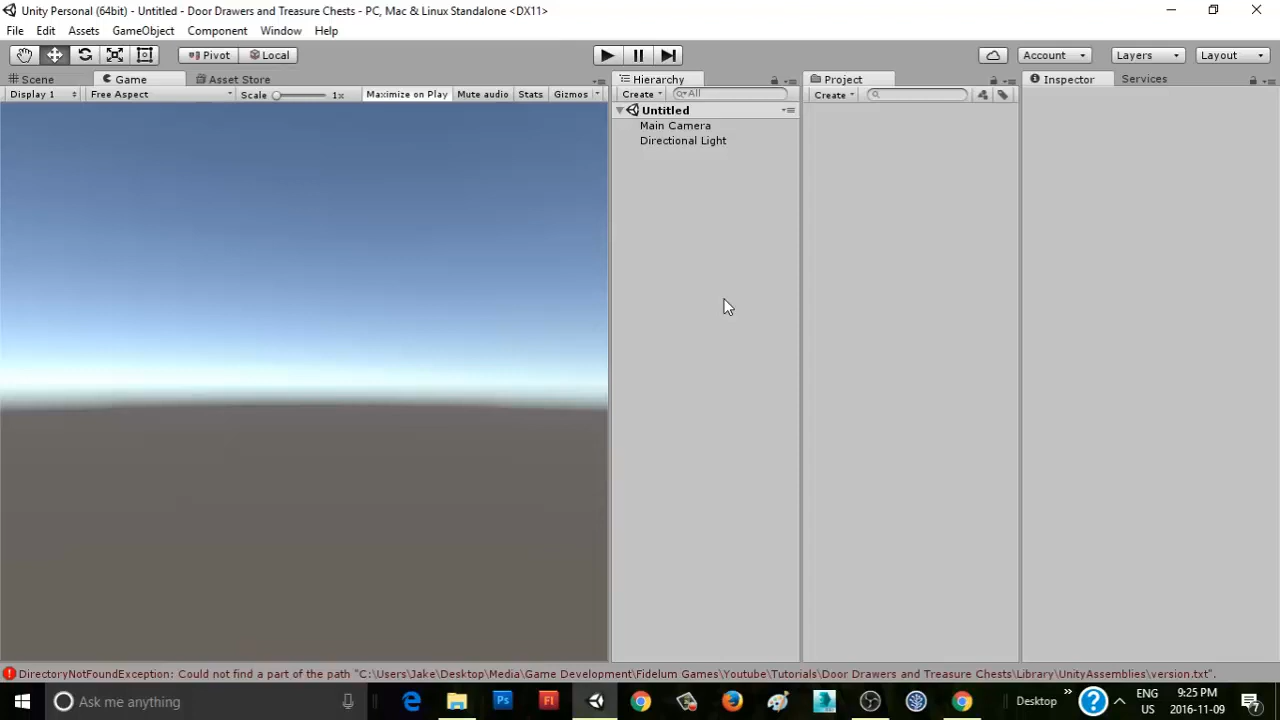 Unity Personal (64bit) - Untitled - Door Drawers and Treasure Chests - PC, Mac & Linux Standalone <DX11>
File Edit Assets GameObject Component Window Help
Pivot Local Account Layers Layout
Scene Game Asset Store Hierarchy Project Inspector Services
Display 1 Free Aspect Scale 1x Maximize on Play Mute audio Stats Gizmos Create All Create
Untitled
Main Camera
Directional Light
DirectoryNotFoundException: Could not find a part of the path "C:\Users\Jake\Desktop\Media\Game Development\Fidelum Games\Youtube\Tutorials\Door Drawers and Treasure Chests\Library\UnityAssemblies\version.txt".
Ask me anything Desktop ENG 9:25 PM
US 2016-11-09 7